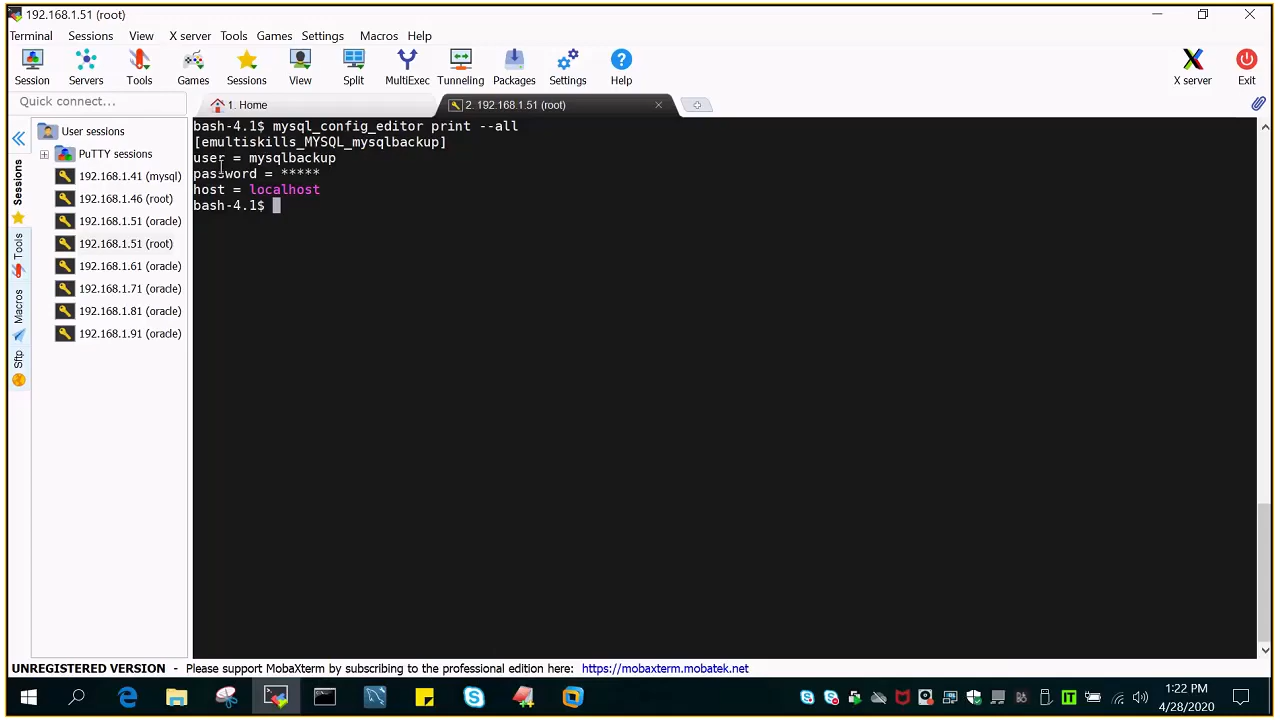 192.168.1.51 (root)
Terminal Sessions View X server Tools Games Settings Macros Help
Session Servers Tools Games Sessions View Split MultiExec Tunneling Packages Settings Help X server Exit
Quick connect...
1. Home
2. 192.168.1.51 (root)
User sessions
PuTTY sessions
192.168.1.41 (mysql)
192.168.1.46 (root)
192.168.1.51 (oracle)
192.168.1.51 (root)
192.168.1.61 (oracle)
192.168.1.71 (oracle)
192.168.1.81 (oracle)
192.168.1.91 (oracle)
Sessions
Tools
Macros
Sftp
bash-4.1$ mysql_config_editor print --all
[emultiskills_MYSQL_mysqlbackup]
user = mysqlbackup
password = *****
host = localhost
bash-4.1$
UNREGISTERED VERSION - Please support MobaXterm by subscribing to the professional edition here: https://mobaxterm.mobatek.net
1:22 PM
4/28/2020